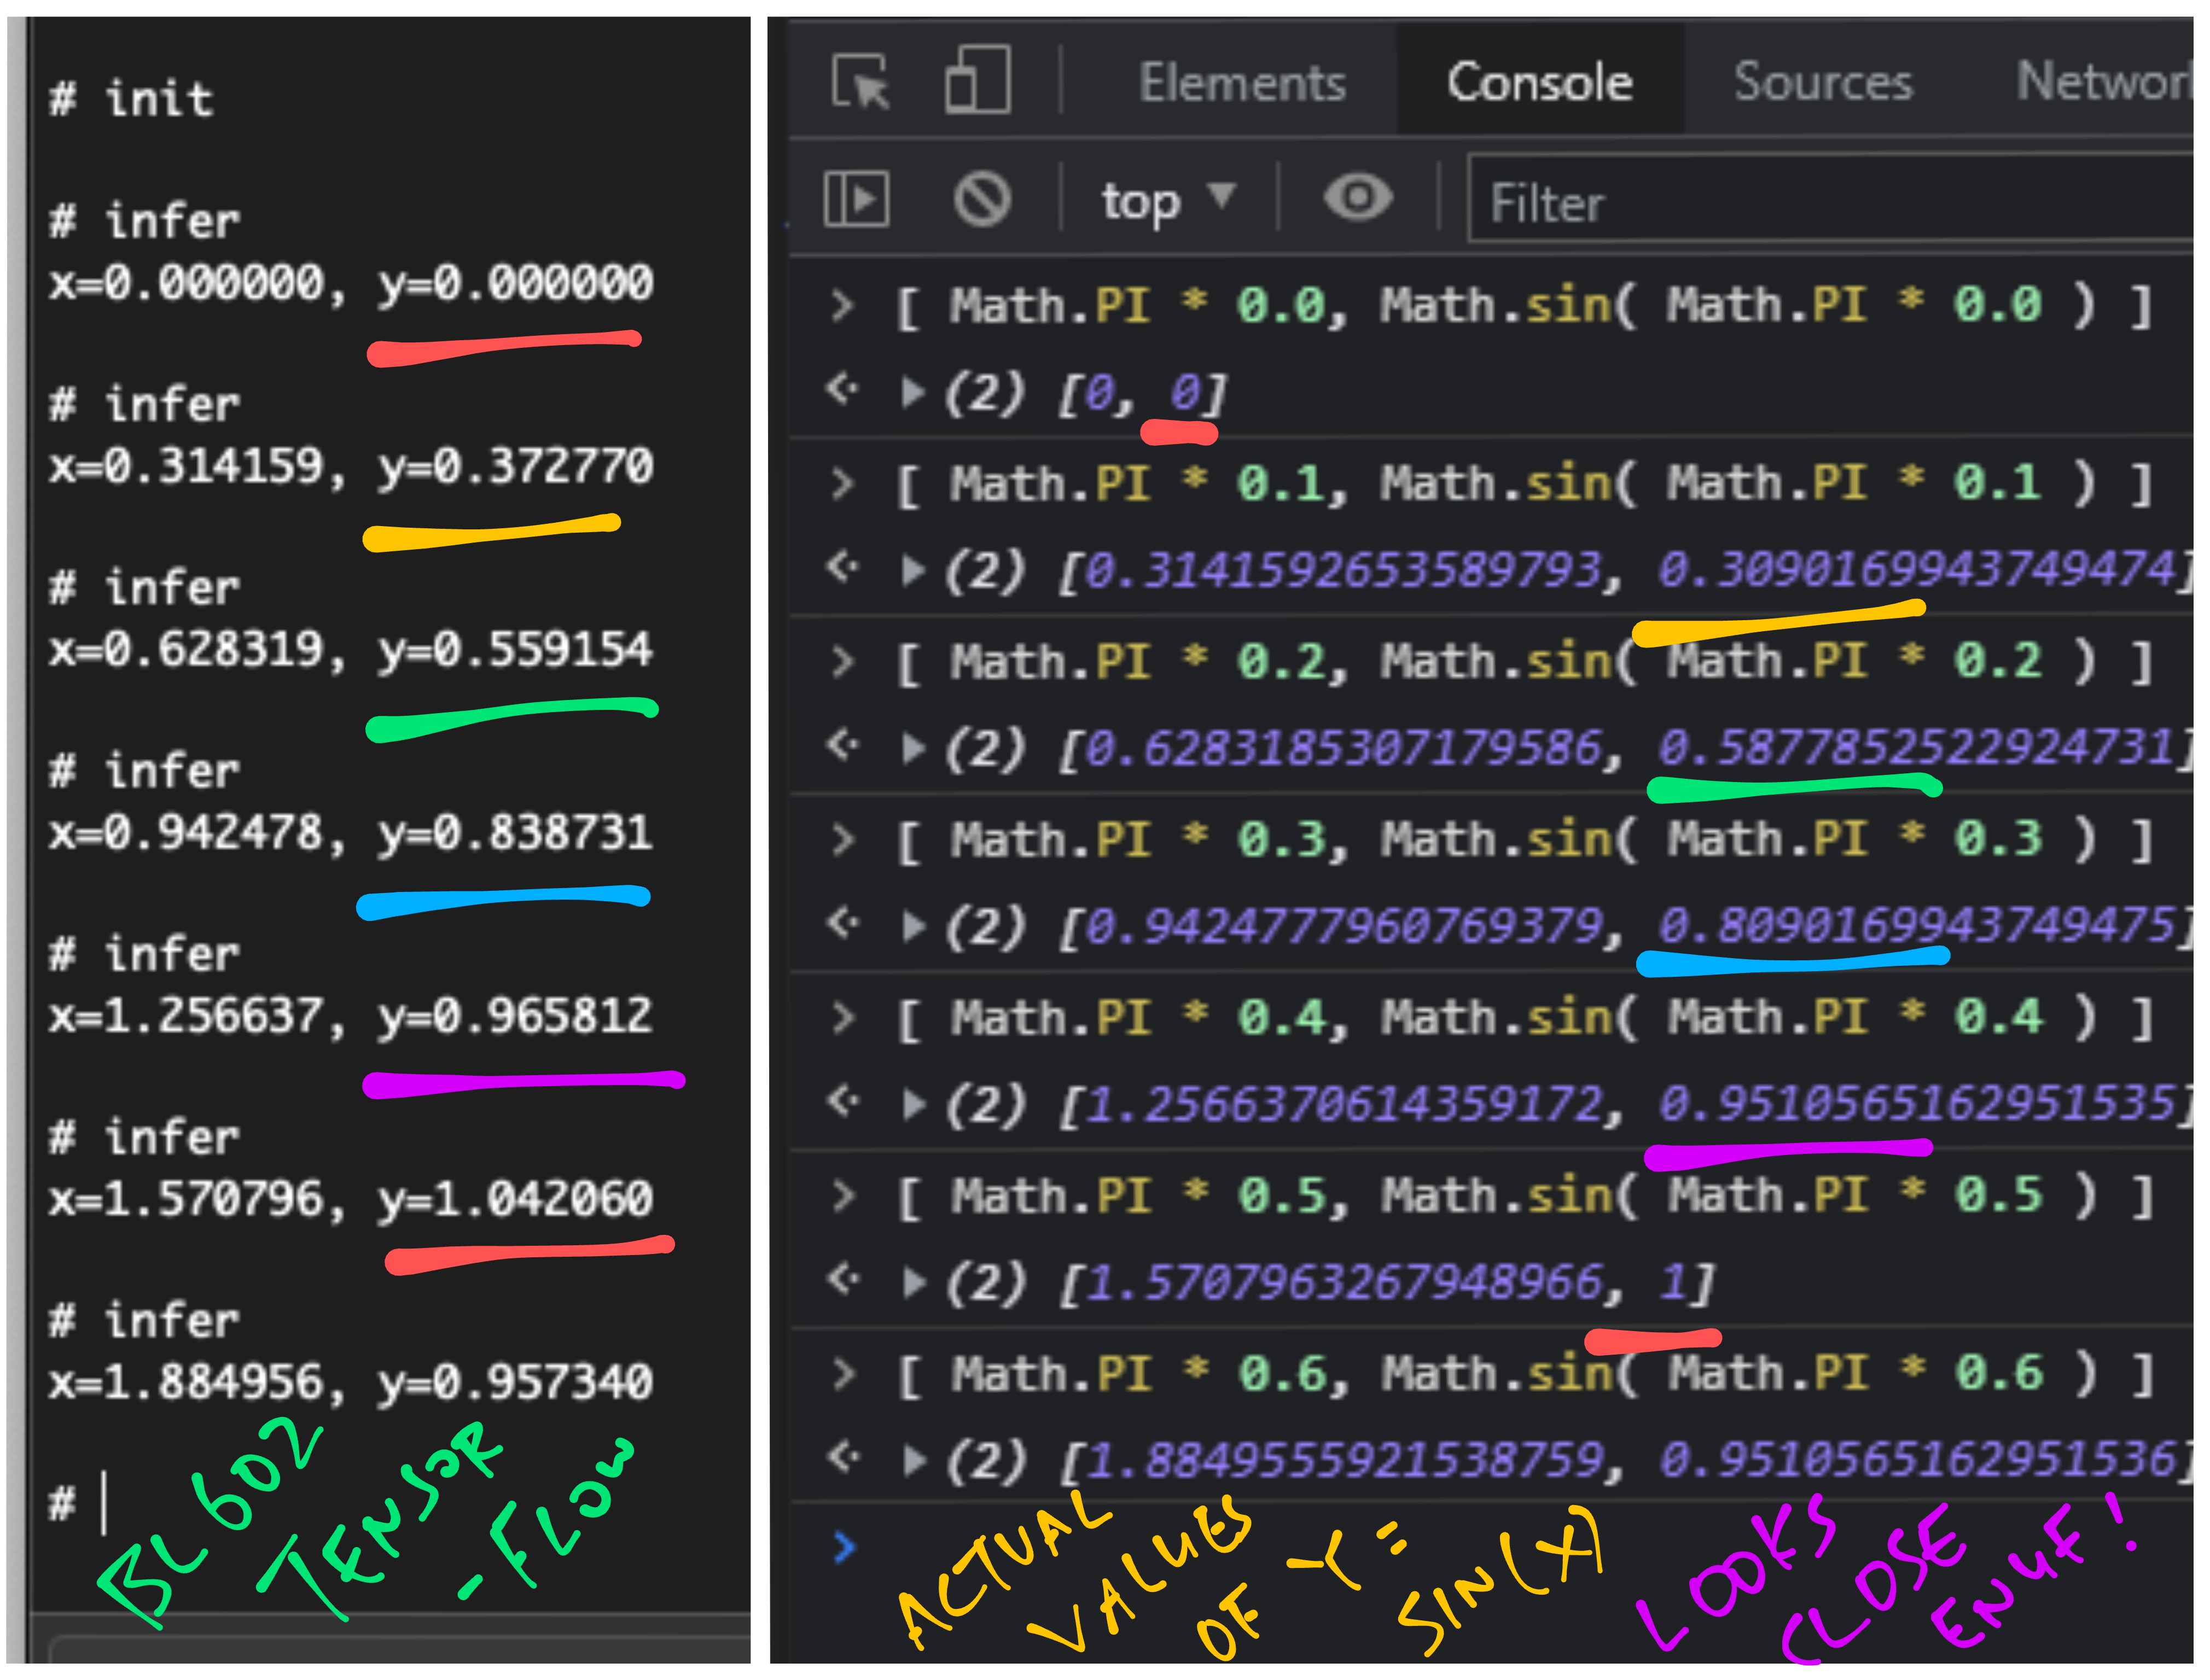 # init
# infer
x=0.000000, y=0.000000
# infer
x=0.314159, y=0.372770
# infer
x=0.628319, y=0.559154
# infer
x=0.942478, y=0.838731
# infer
x=1.256637, y=0.965812
# infer
x=1.570796, y=1.042060
# infer
x=1.884956, y=0.957340
#
BL602
TENSOR
-FLOW
Elements Console Sources
top Filter
> [ Math.PI * 0.0, Math.sin( Math.PI * 0.0 ) ]
(2) [0, 0]
> [ Math.PI * 0.1, Math.sin( Math.PI * 0.1 ) ]
(2) [0.3141592653589793, 0.3090169943749474]
> [ Math.PI * 0.2, Math.sin( Math.PI * 0.2 ) ]
(2) [0.6283185307179586, 0.5877852522924731]
> [ Math.PI * 0.3, Math.sin( Math.PI * 0.3 ) ]
(2) [0.9424777960769379, 0.8090169943749475]
> [ Math.PI * 0.4, Math.sin( Math.PI * 0.4 ) ]
(2) [1.2566370614359172, 0.9510565162951535]
> [ Math.PI * 0.5, Math.sin( Math.PI * 0.5 ) ]
(2) [1.5707963267948966, 1]
> [ Math.PI * 0.6, Math.sin( Math.PI * 0.6 ) ]
(2) [1.8849555921538759, 0.9510565162951536]
>
ACTUAL
VALUES
OF Y =
SIN(X)
LOOKS
CLOSE
ENUF!